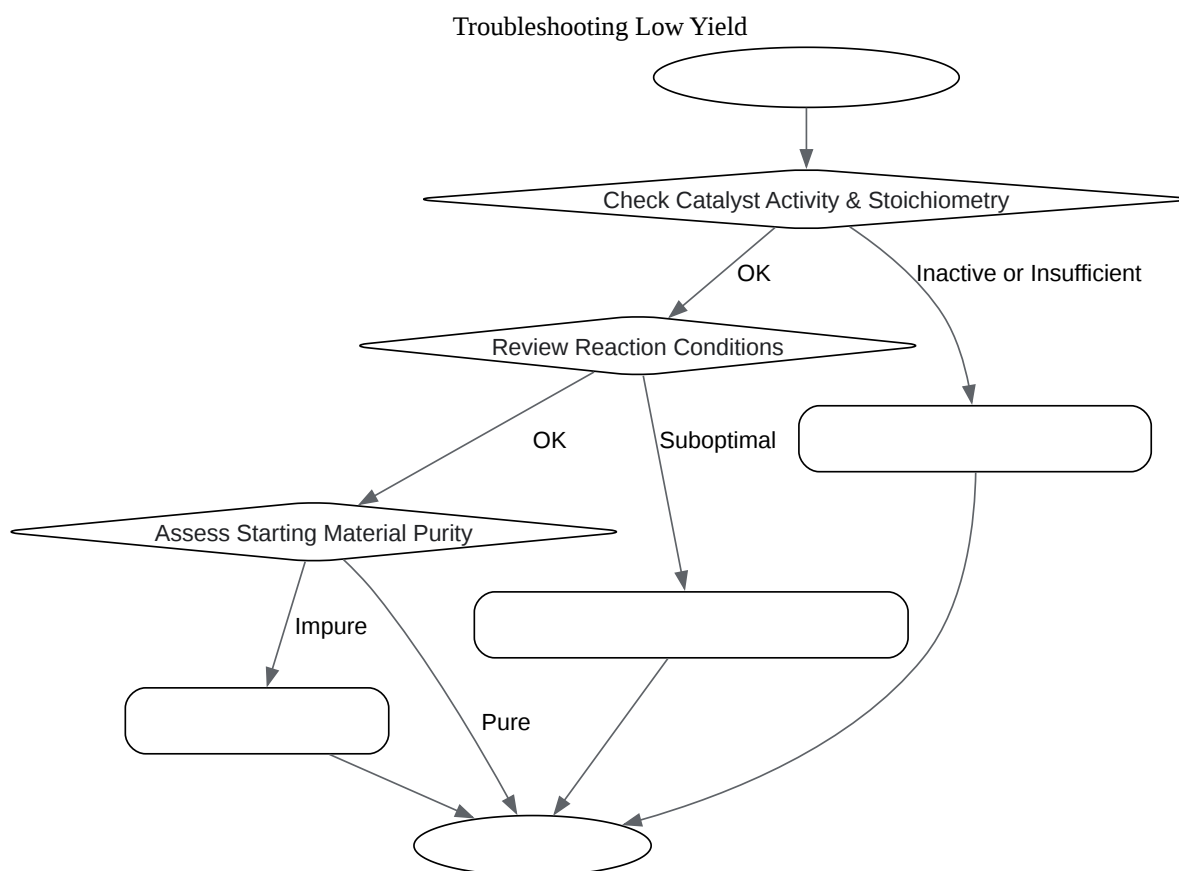 Troubleshooting Low Yield
Check Catalyst Activity & Stoichiometry
OK
Inactive or Insufficient
Review Reaction Conditions
OK
Suboptimal
Assess Starting Material Purity
Impure
Pure